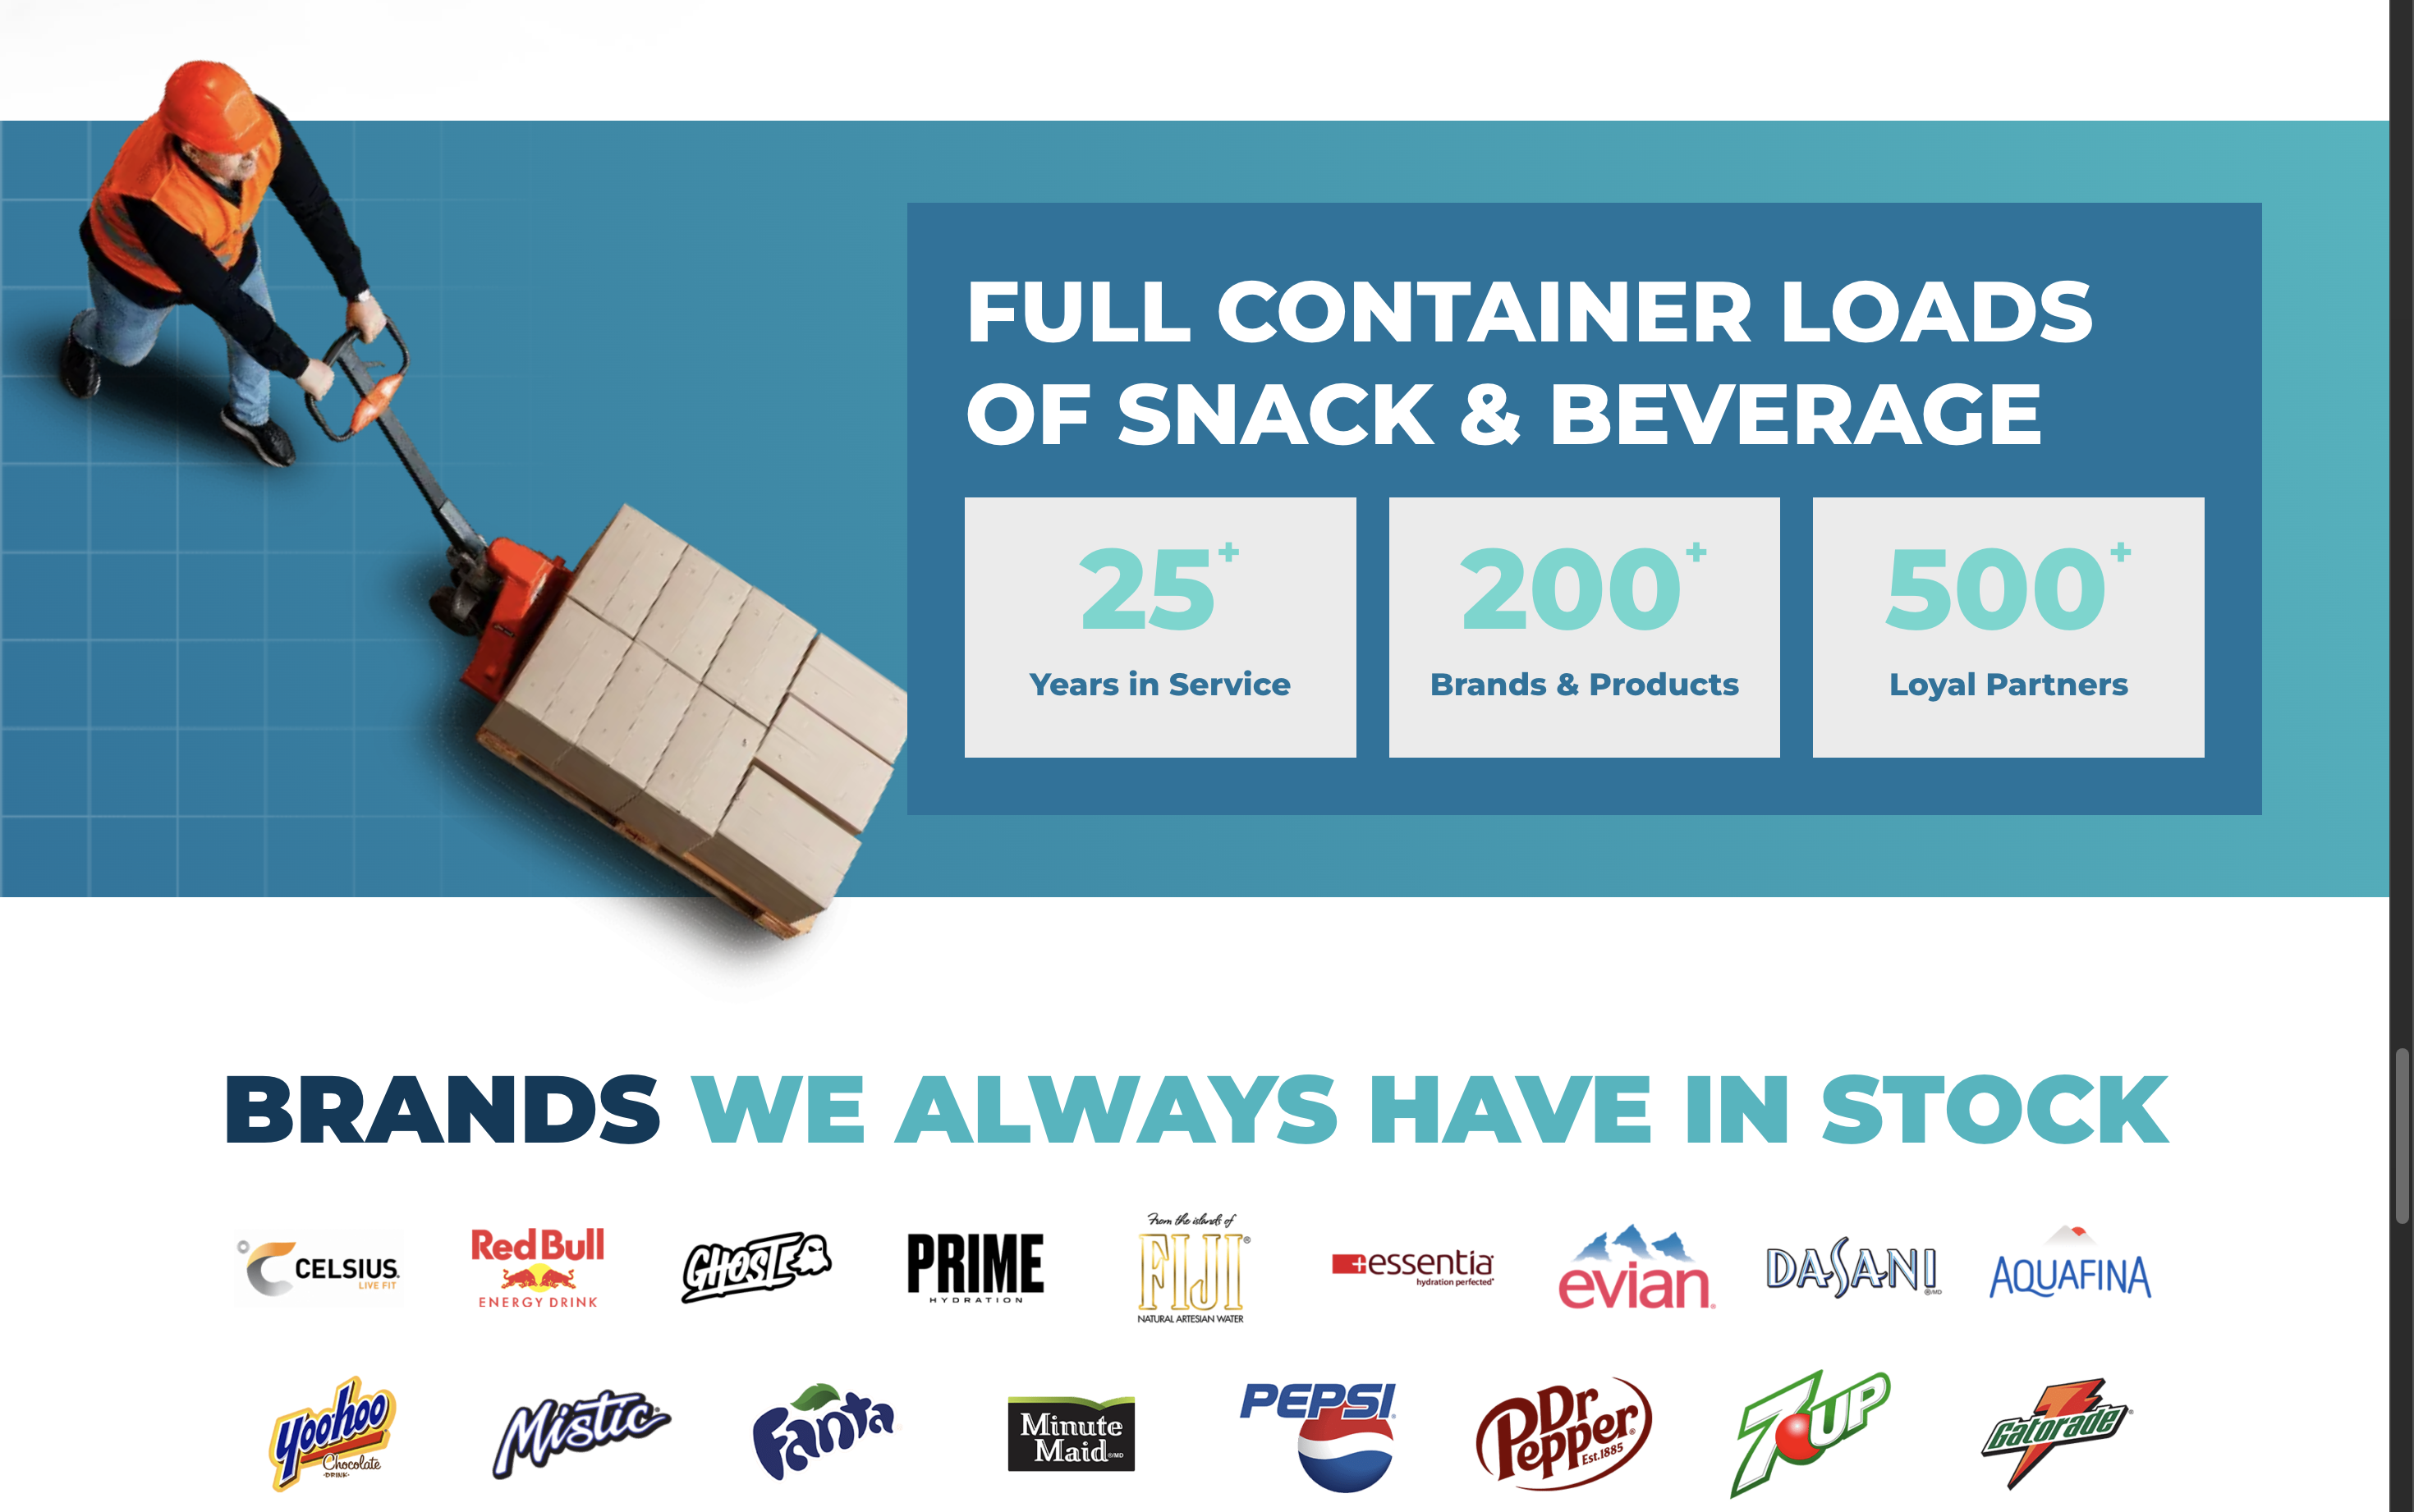 FULL CONTAINER LOADS
OF SNACK & BEVERAGE
25+
Years in Service
200+
Brands & Products
500+
Loyal Partners
BRANDS WE ALWAYS HAVE IN STOCK
CELSIUS.
LIVE FIT
Red Bull
ENERGY DRINK
GHOST
PRIME
HYDRATION
From the islands of
FIJI®
NATURAL ARTESIAN WATER
essentia
hydration perfected
evian.
DASANI
®/MD
AQUAFINA
Yoohoo
Chocolate
-DRINK-
Mistic
Fanta
Minute
Maid ®/MD
PEPSI
Dr
Pepper
Est.1885
7UP
Gatorade